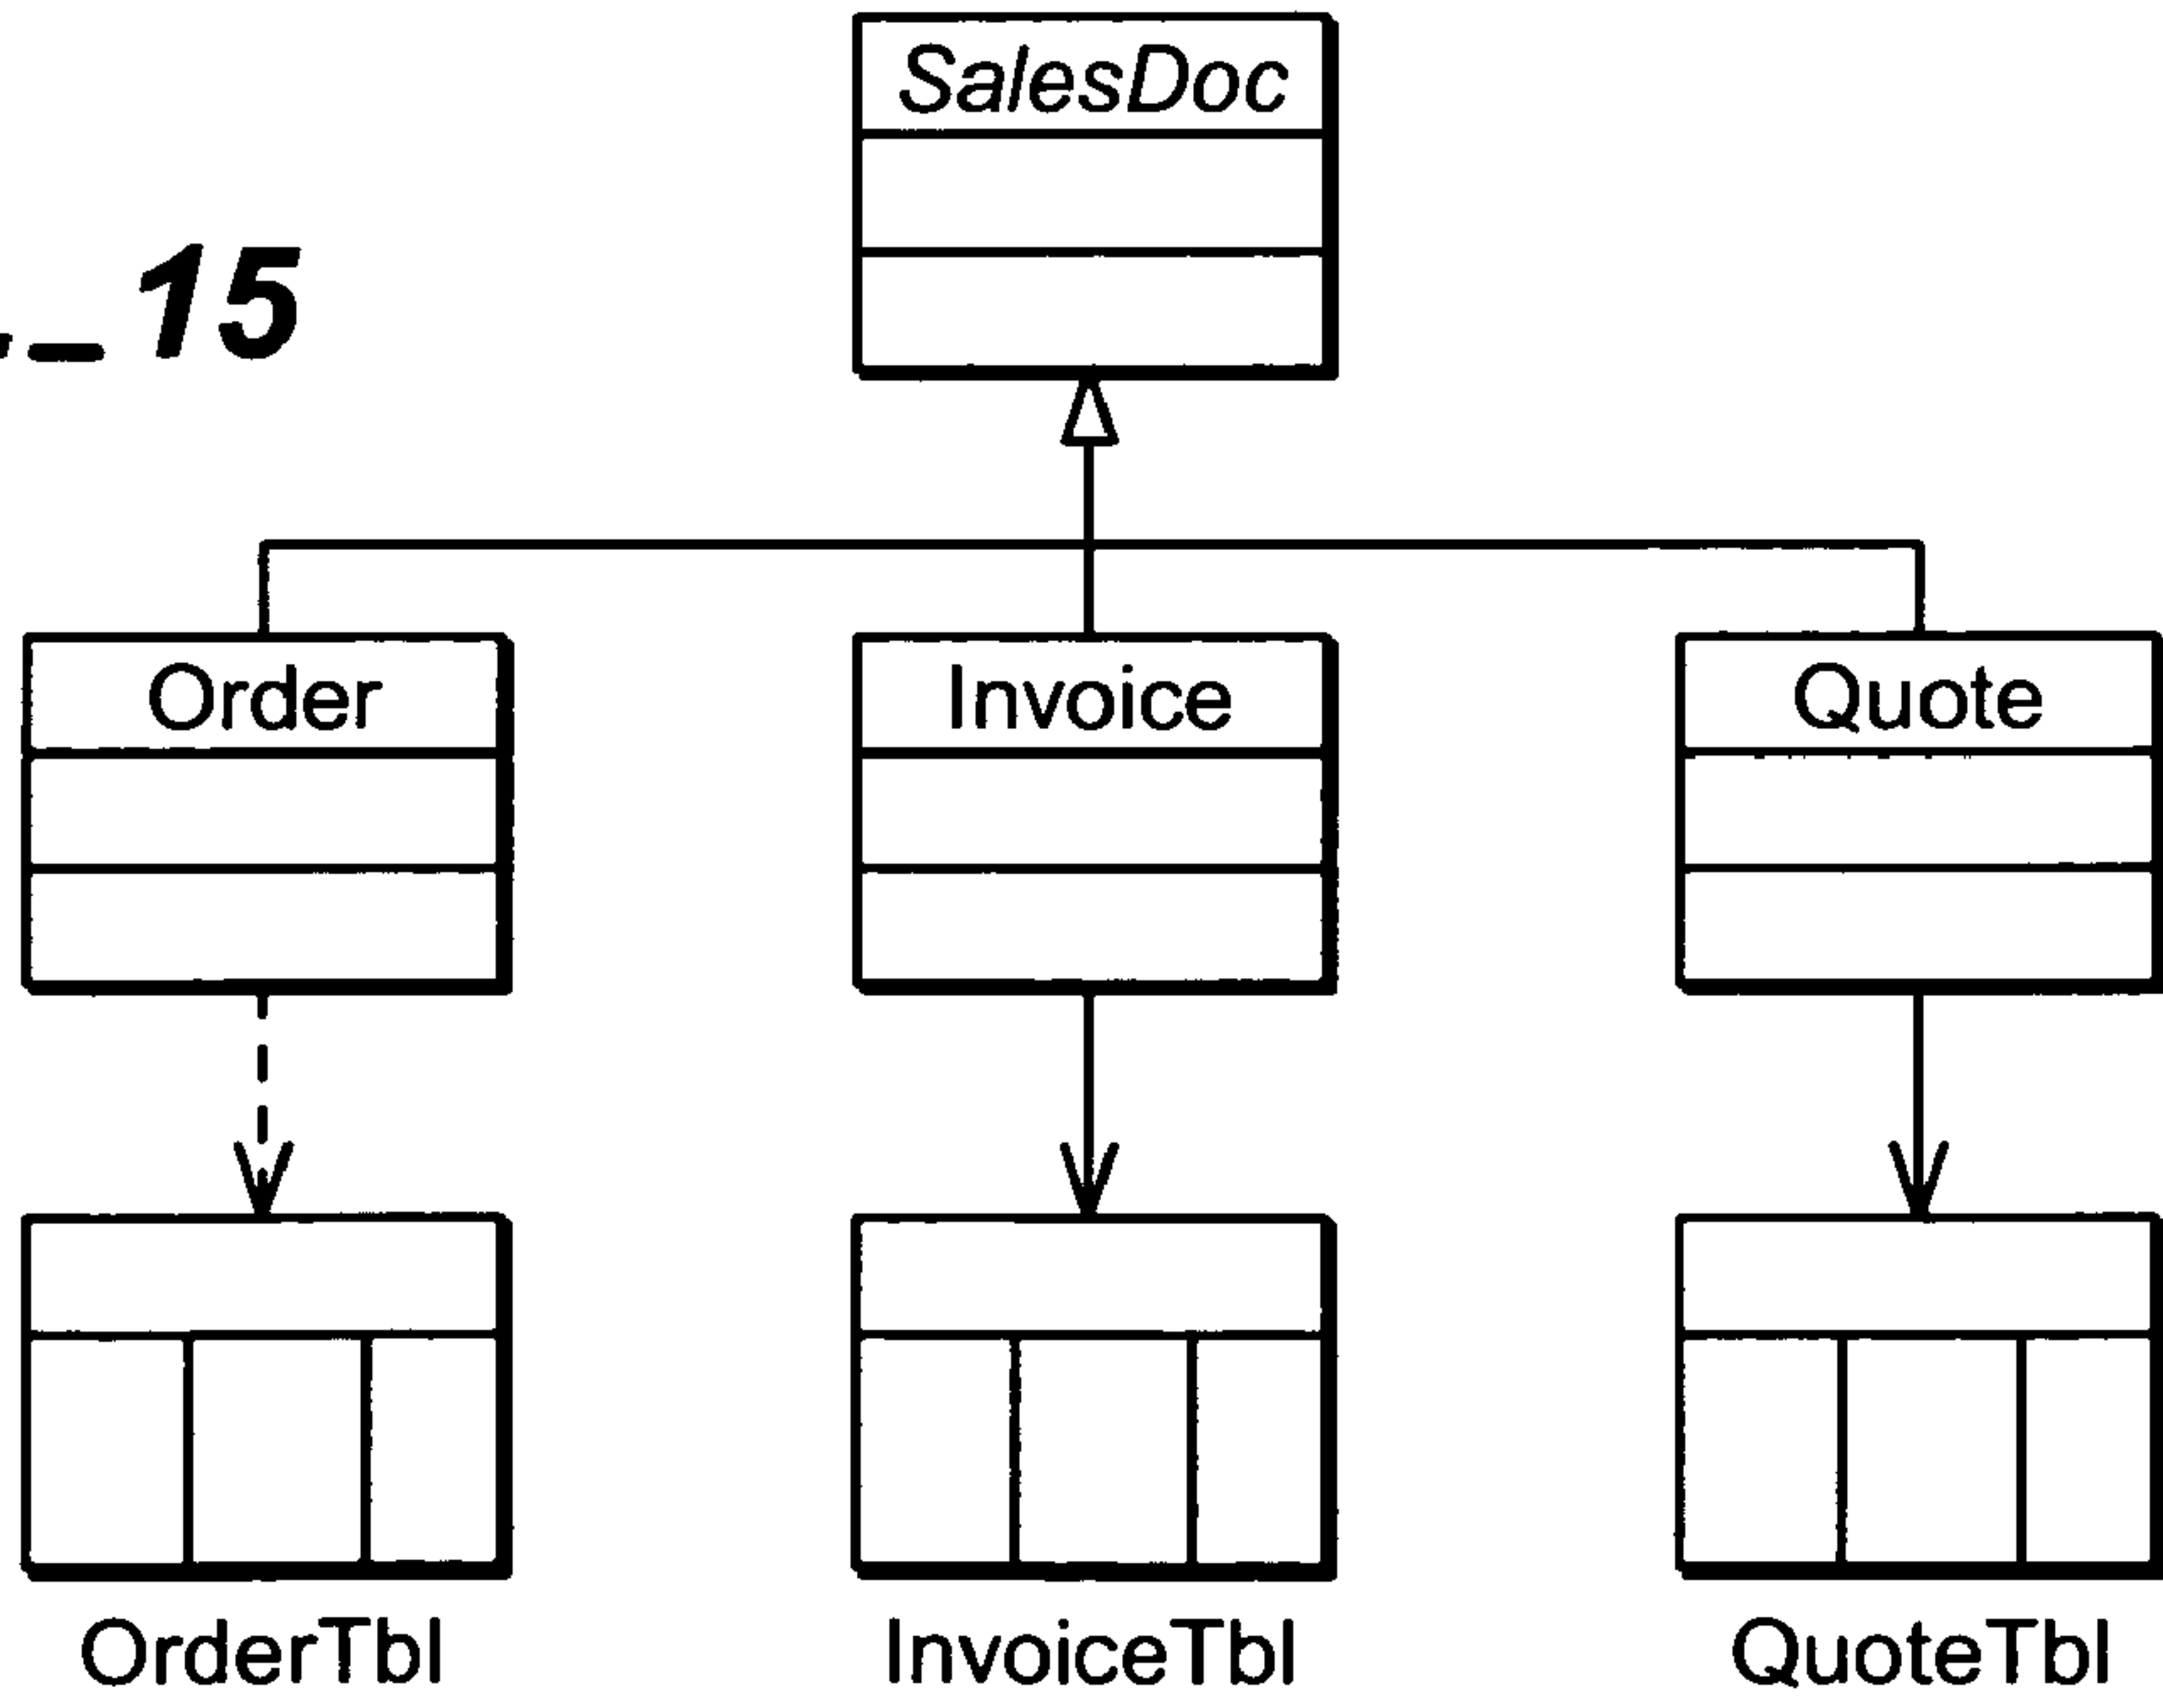 SalesDoc
15
Order
Invoice
Quote
OrderTbl
InvoiceTbl
QuoteTbl